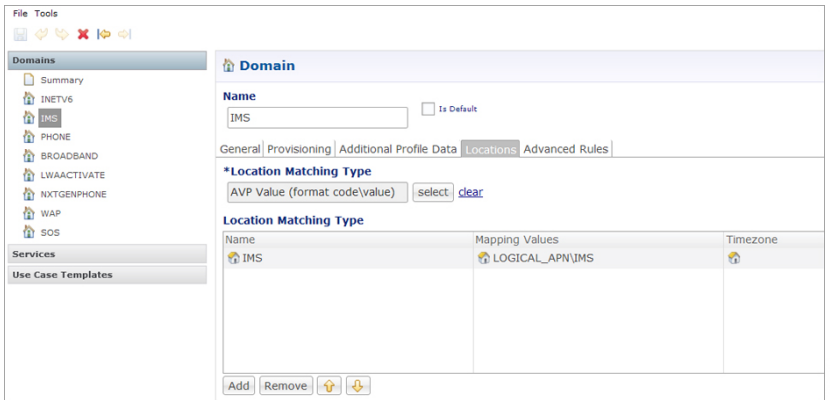 File Tools
Domains
Summary
INETV6
IMS
PHONE
BROADBAND
LWAACTIVATE
NXTGENPHONE
WAP
SOS
Services
Use Case Templates
Domain
Name
IMS
Is Default
General Provisioning Additional Profile Data Locations Advanced Rules
*Location Matching Type
AVP Value (format code\value) select clear
Location Matching Type
Name Mapping Values Timezone
IMS LOGICAL_APN\IMS
Add Remove